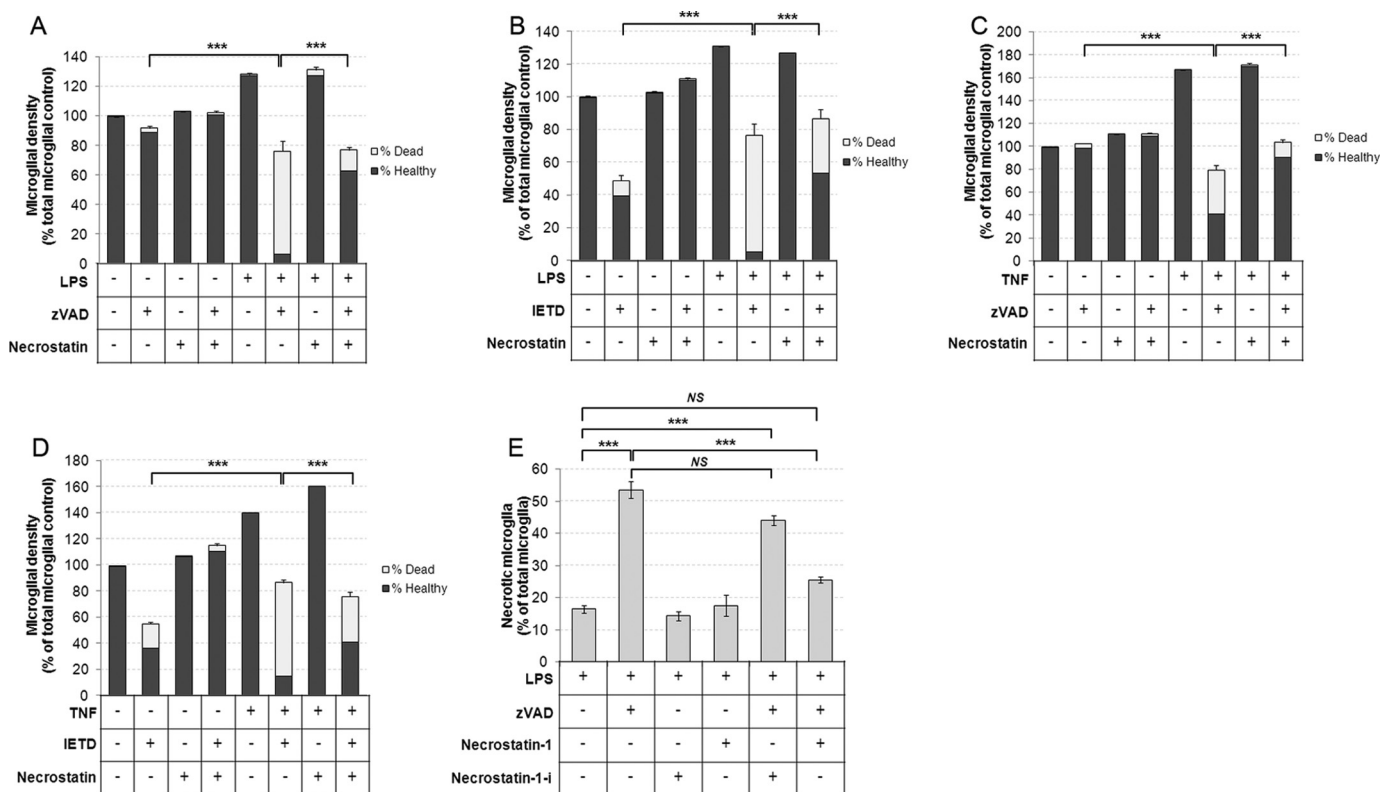 A
*** ***
Microglial density
(% total microglial control)
140
120
100
80
60
40
20
0
% Dead
% Healthy
LPS - - - - + + + +
zVAD - + - + - + - +
Necrostatin - - + + - - + +
B
*** ***
Microglial density
(% of total microglial control)
140
120
100
80
60
40
20
0
% Dead
% Healthy
LPS - - - - + + + +
IETD - + - + - + - +
Necrostatin - - + + - - + +
C
*** ***
Microglial density
(% of total microglial control)
200
180
160
140
120
100
80
60
40
20
0
% Dead
% Healthy
TNF - - - - + + + +
zVAD - + - + - + - +
Necrostatin - - + + - - + +
D
*** ***
Microglial density
(% of total microglial control)
180
160
140
120
100
80
60
40
20
0
% Dead
% Healthy
TNF - - - - + + + +
IETD - + - + - + - +
Necrostatin - - + + - - + +
E
NS
***
*** ***
NS
Necrotic microglia
(% of total microglia)
60
50
40
30
20
10
0
LPS + + + + + +
zVAD - + - - + +
Necrostatin-1 - - - + - +
Necrostatin-1-i - - + - + -